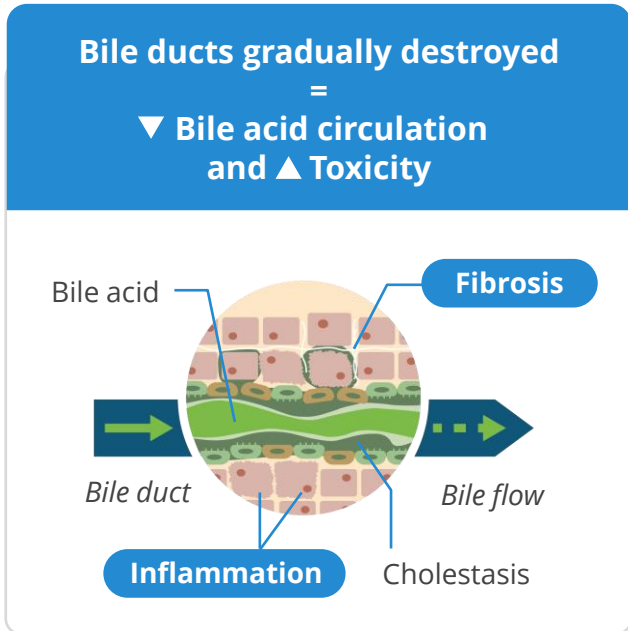 Bile ducts gradually destroyed
=
▼ Bile acid circulation
and ▲ Toxicity
Bile acid
Fibrosis
Bile duct
Bile flow
Inflammation
Cholestasis